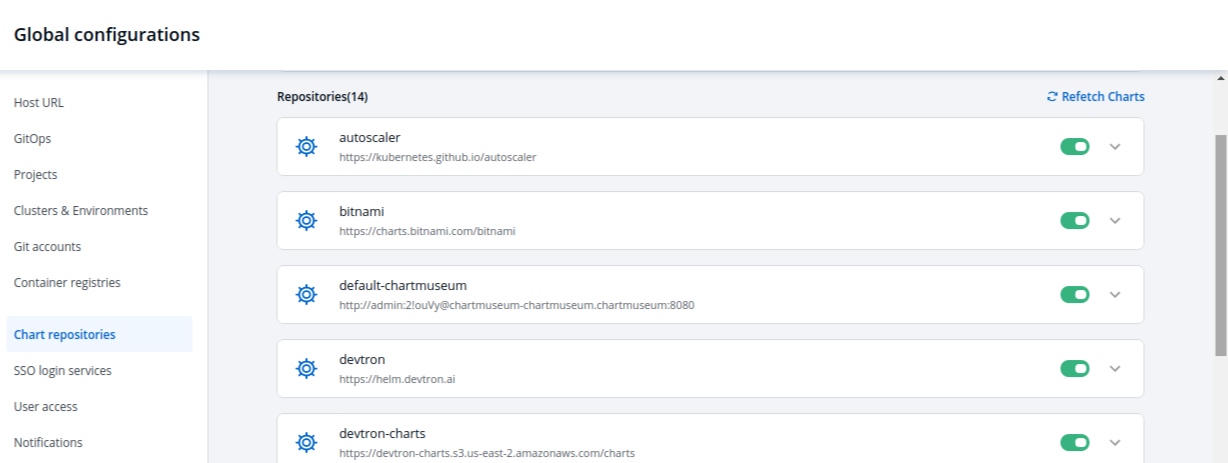 Global configurations
Host URL
GitOps
Projects
Clusters & Environments
Git accounts
Container registries
Chart repositories
SSO login services
User access
Notifications
Repositories(14)
Refetch Charts
autoscaler
https://kubernetes.github.io/autoscaler
bitnami
https://charts.bitnami.com/bitnami
default-chartmuseum
http://admin:2!ouVy@chartmuseum-chartmuseum.chartmuseum:8080
devtron
https://helm.devtron.ai
devtron-charts
https://devtron-charts.s3.us-east-2.amazonaws.com/charts